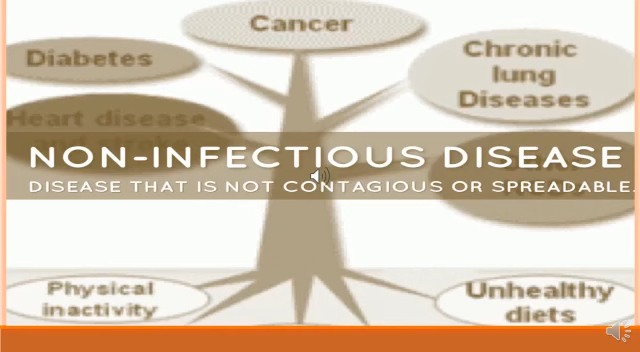 Cancer
Diabetes
Chronic
lung
Diseases
Heart disease
NON-INFECTIOUS DISEASE
DISEASE THAT IS NOT CONTAGIOUS OR SPREADABLE.
Physical
inactivity
Unhealthy
diets